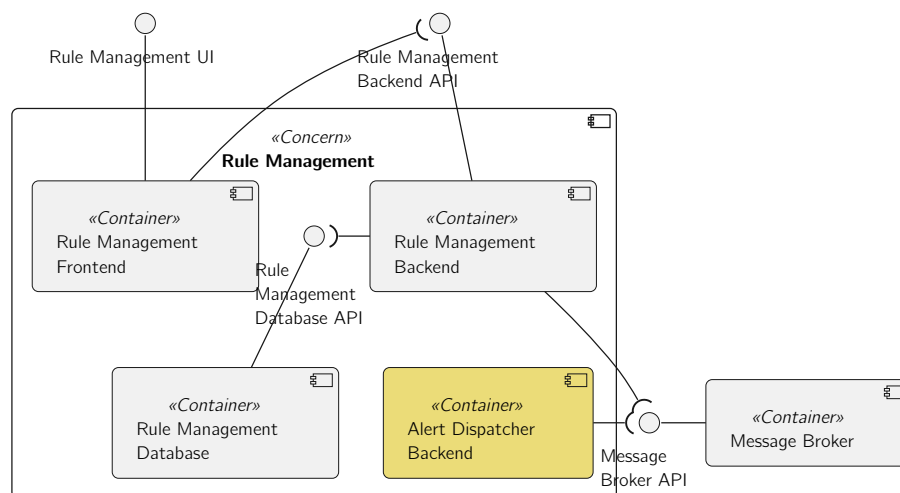 Rule Management UI
Rule Management
Backend API
«Concern»
Rule Management
«Container»
Rule Management
Frontend
«Container»
Rule Management
Backend
Rule
Management
Database API
«Container»
Rule Management
Database
«Container»
Alert Dispatcher
Backend
«Container»
Message Broker
Message
Broker API